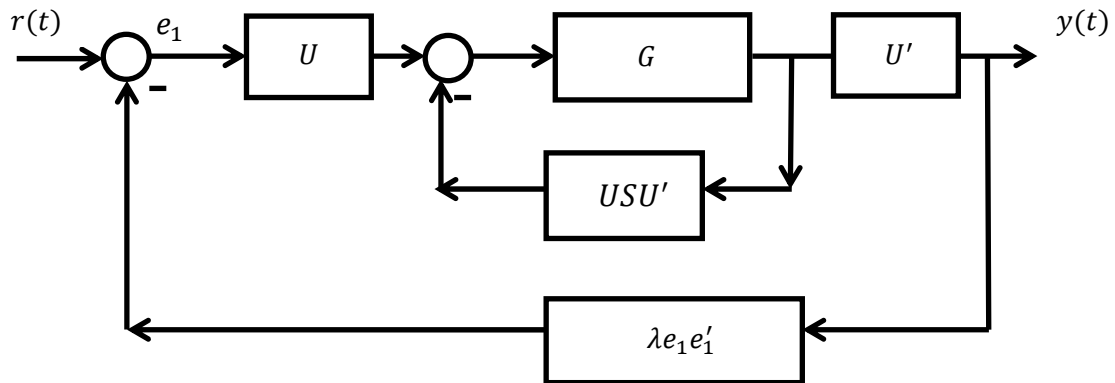 r(t)
e₁
U
G
U′
y(t)
−
−
USU′
λe₁e₁′